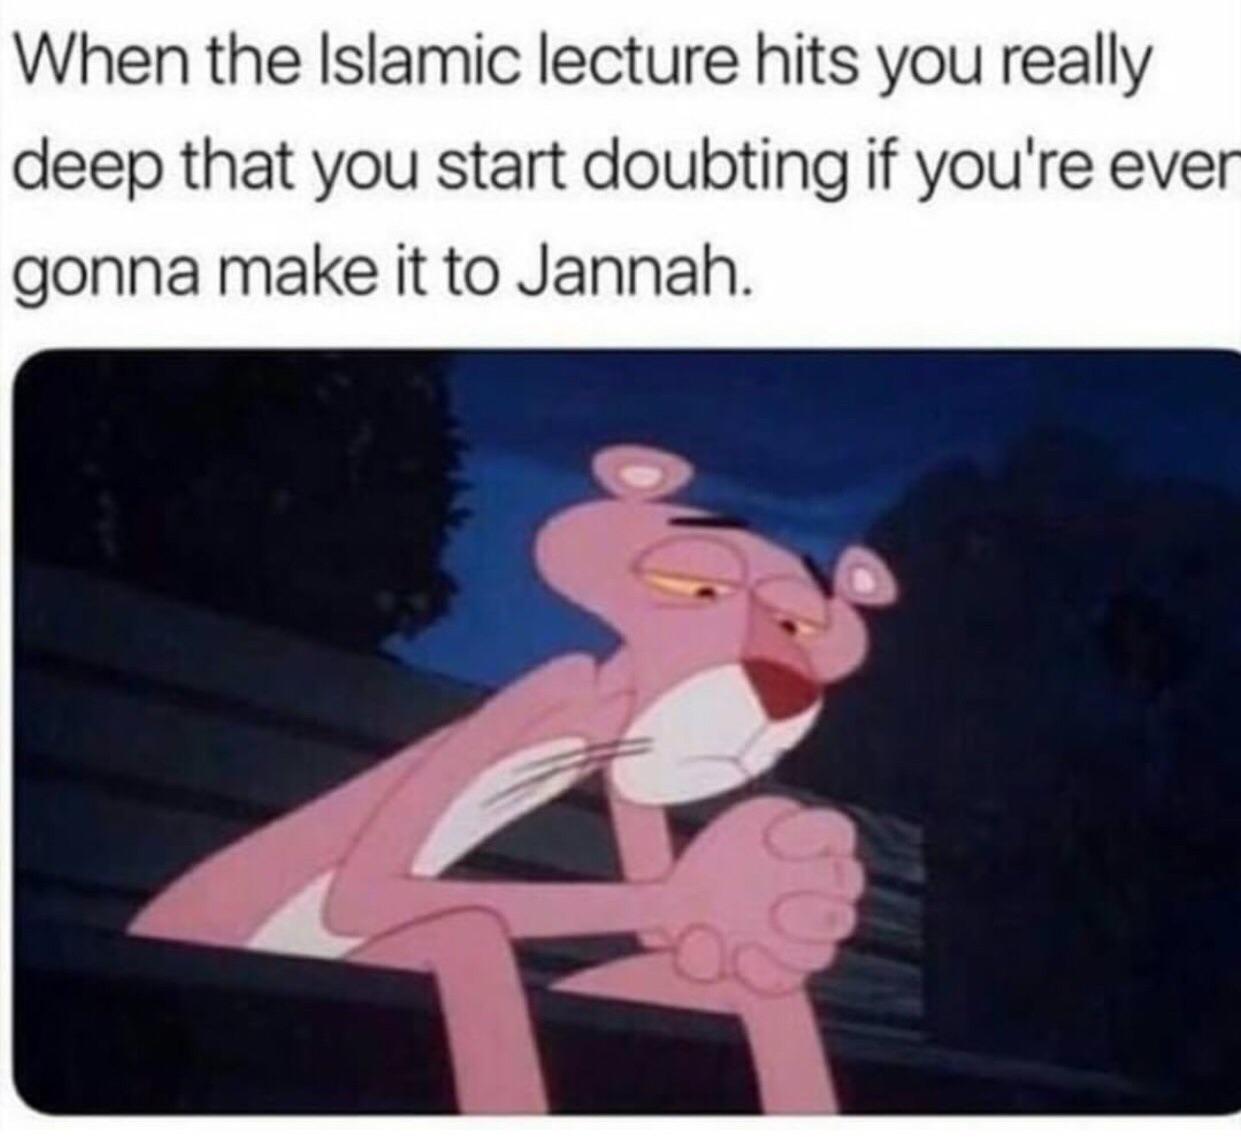 When the Islamic lecture hits you really
deep that you start doubting if you're ever
gonna make it to Jannah.